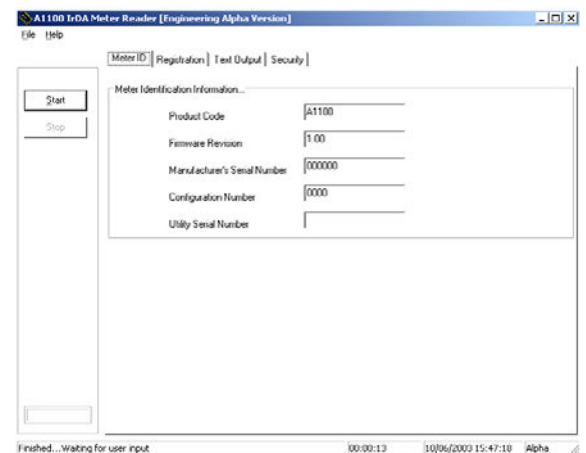 A1100 IrDA Meter Reader [Engineering Alpha Version]
File Help
Meter ID Registration Text Output Security
Start
Stop
Meter Identification Information...
Product Code A1100
Firmware Revision 1.00
Manufacturer's Serial Number 000000
Configuration Number 0000
Utility Serial Number
Finished...Waiting for user input 00:00:13 10/06/2003 15:47:18 Alpha